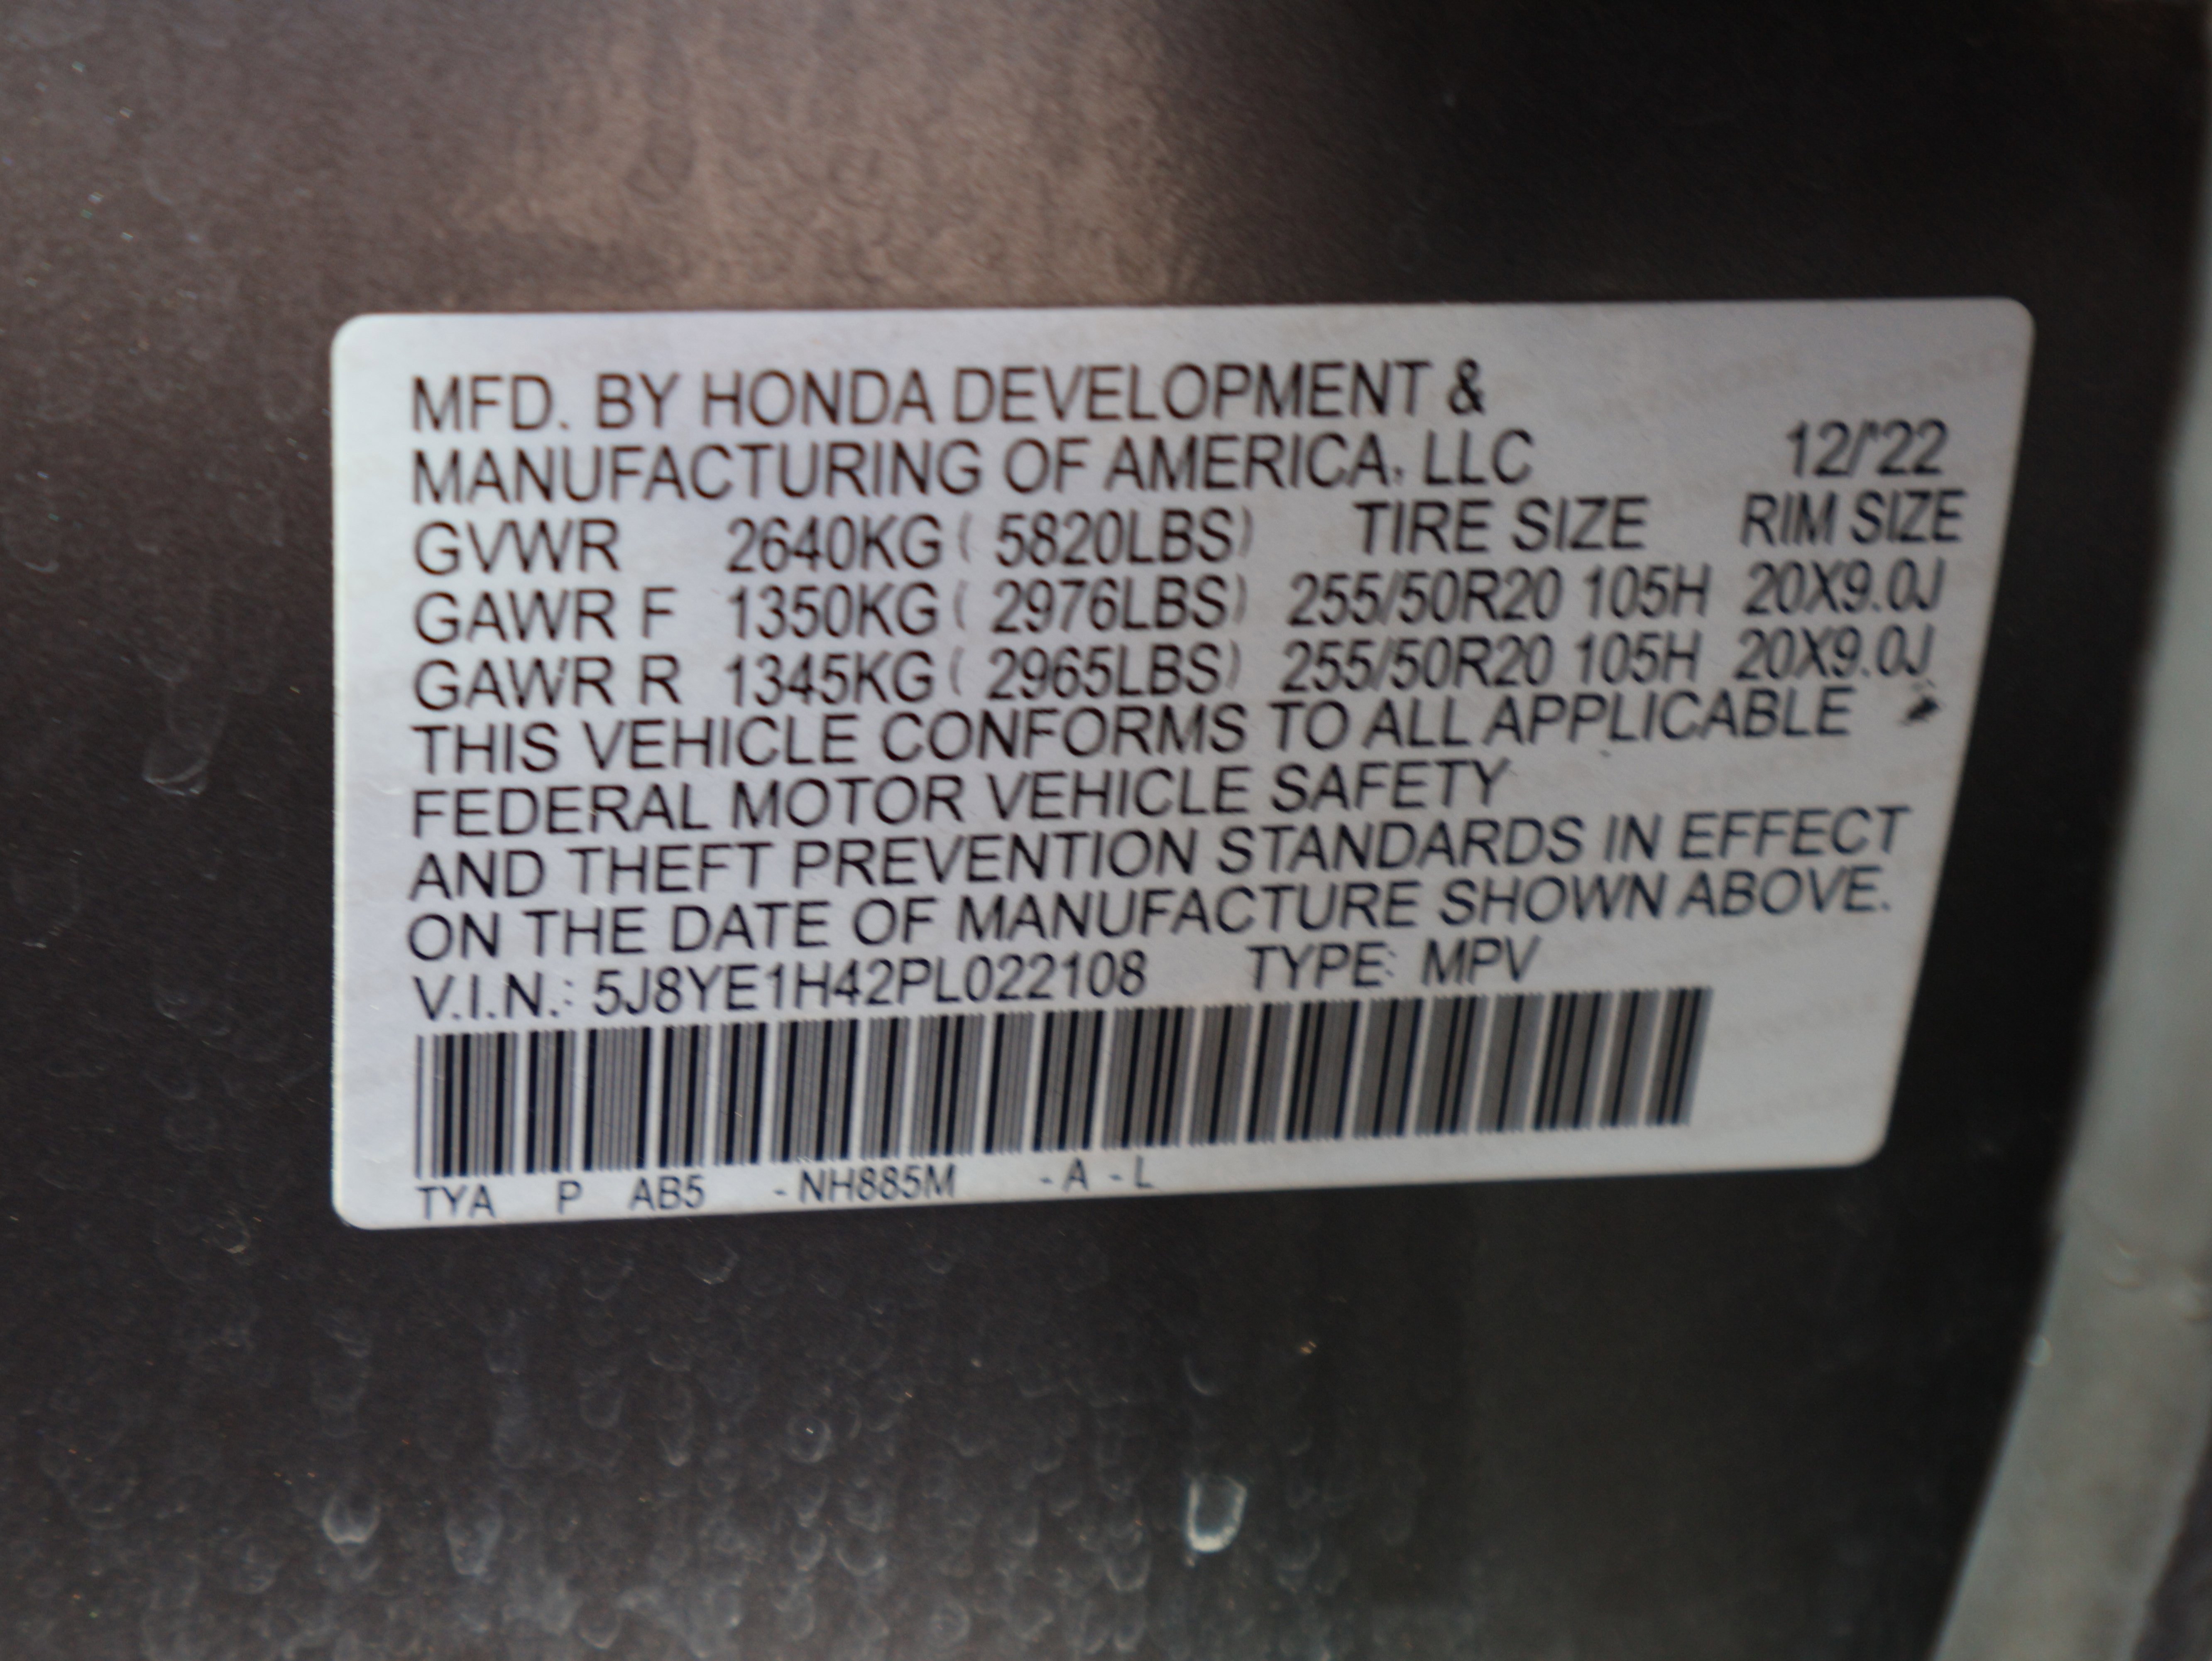 MFD. BY HONDA DEVELOPMENT &
MANUFACTURING OF AMERICA, LLC 12/'22
GVWR 2640KG ( 5820LBS) TIRE SIZE RIM SIZE
GAWR F 1350KG ( 2976LBS) 255/50R20 105H 20X9.0J
GAWR R 1345KG ( 2965LBS) 255/50R20 105H 20X9.0J
THIS VEHICLE CONFORMS TO ALL APPLICABLE
FEDERAL MOTOR VEHICLE SAFETY
AND THEFT PREVENTION STANDARDS IN EFFECT
ON THE DATE OF MANUFACTURE SHOWN ABOVE.
V.I.N.: 5J8YE1H42PL022108 TYPE: MPV
TYA P AB5 - NH885M - A - L